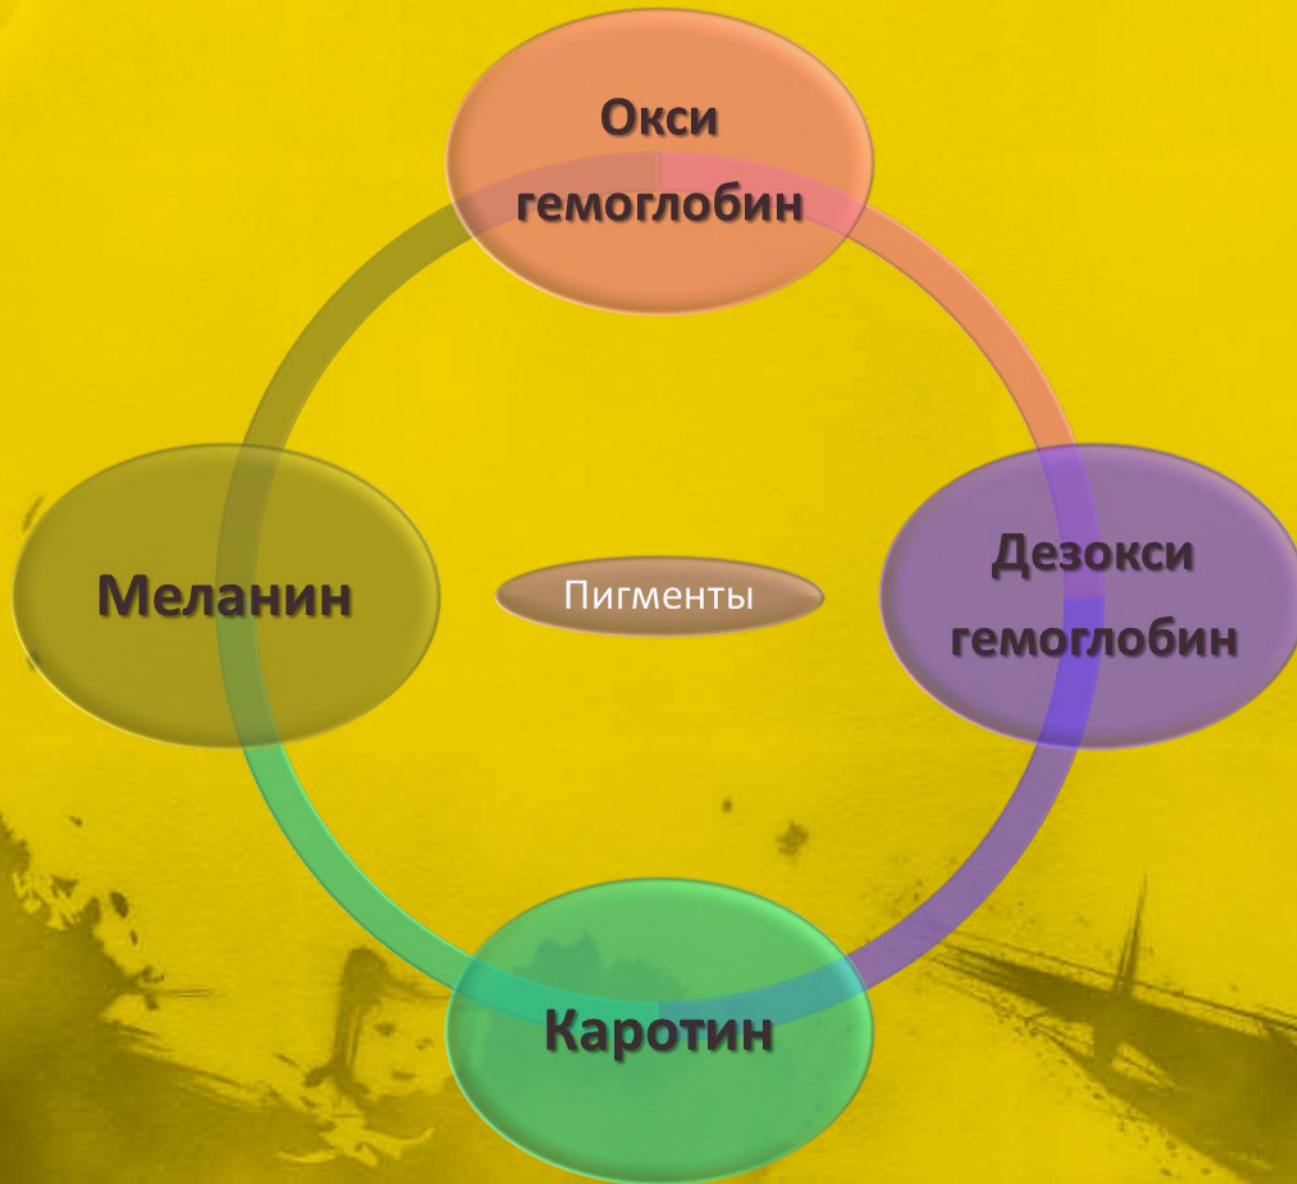 Окси
гемоглобин
Дезокси
гемоглобин
Меланин
Пигменты
Каротин